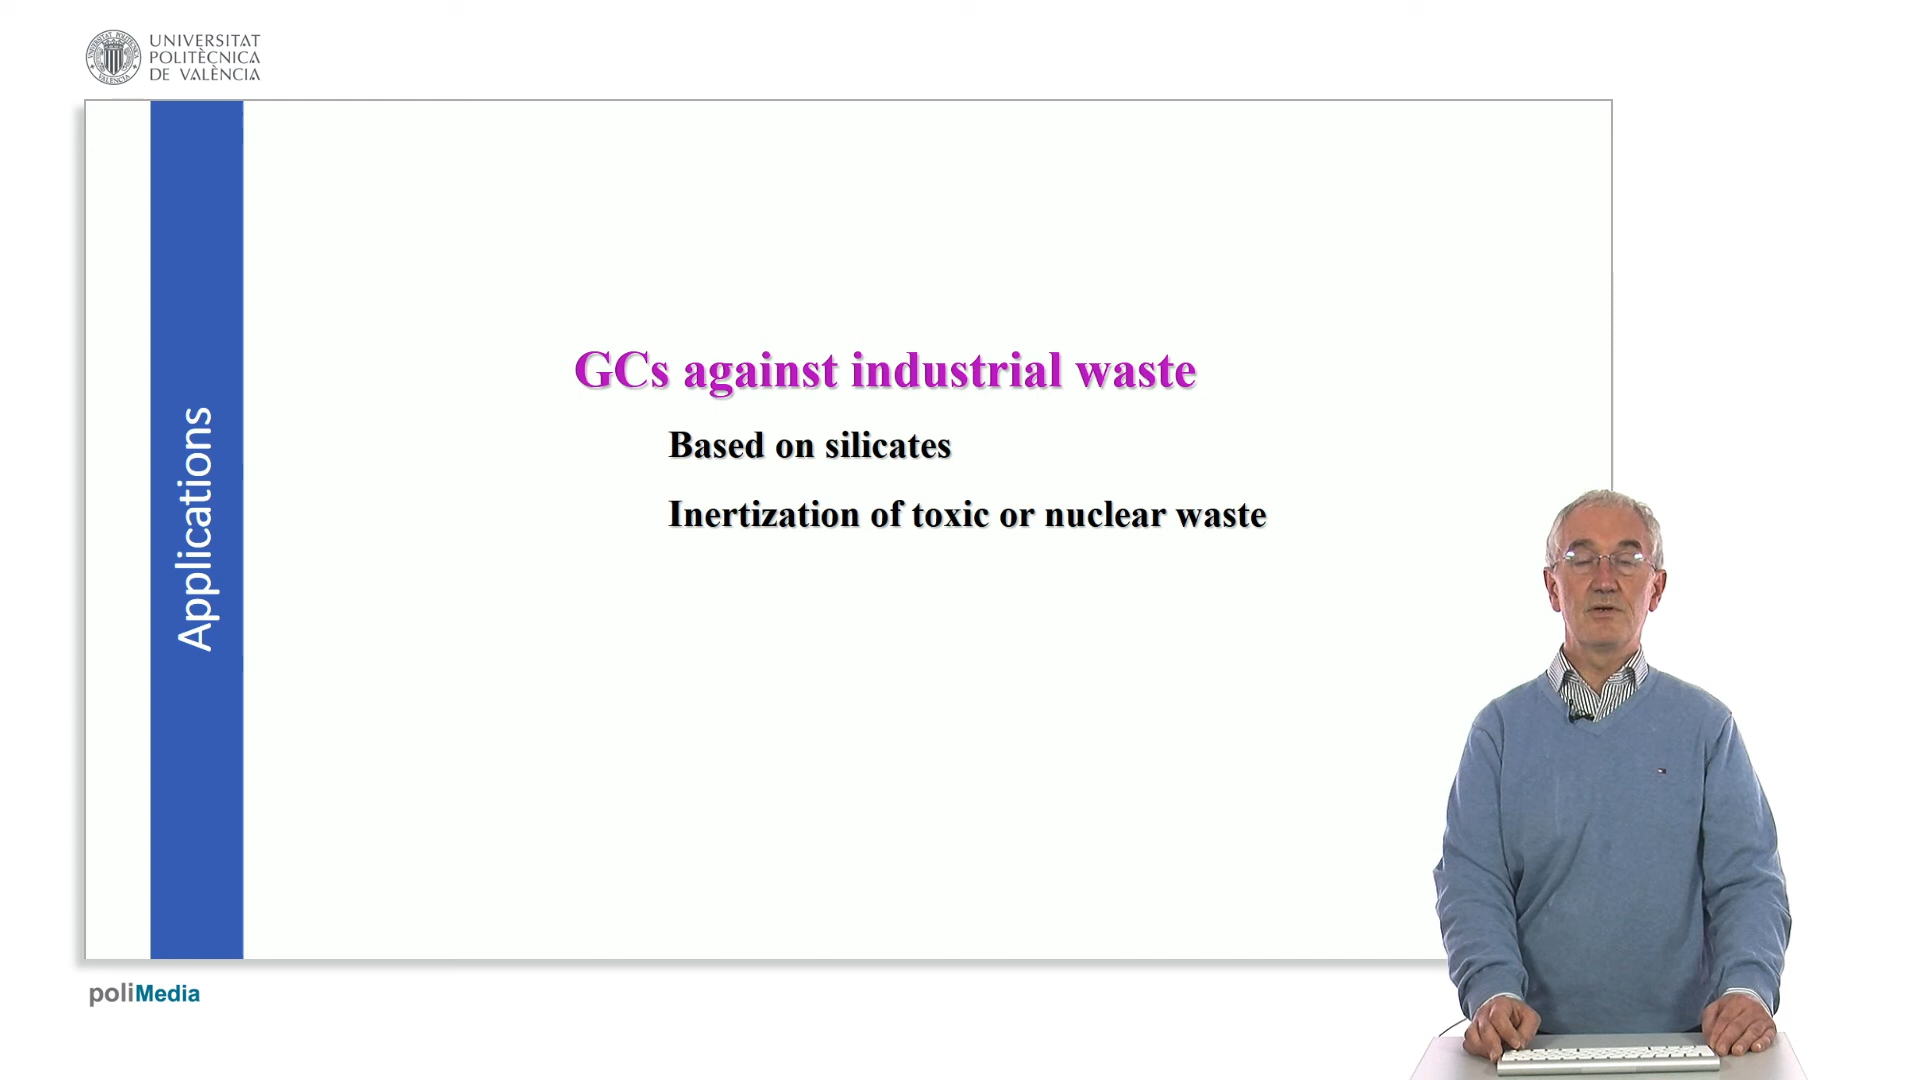 UNIVERSITAT
POLITÈCNICA
DE VALÈNCIA
Applications
GCs against industrial waste
Based on silicates
Inertization of toxic or nuclear waste
poliMedia